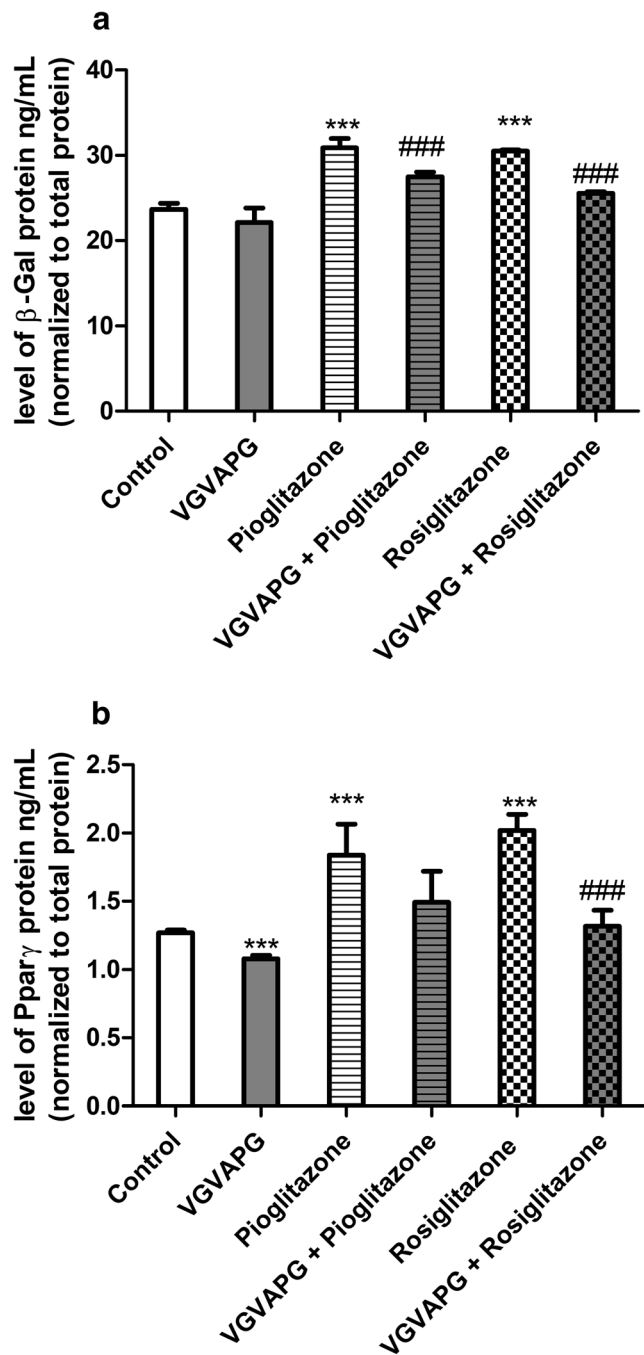 a
level of β-Gal protein ng/mL
(normalized to total protein)
40
30
20
10
0
***
###
***
###
Control
VGVAPG
Pioglitazone
VGVAPG + Pioglitazone
Rosiglitazone
VGVAPG + Rosiglitazone
b
level of Pparγ protein ng/mL
(normalized to total protein)
2.5
2.0
1.5
1.0
0.5
0.0
***
***
***
###
Control
VGVAPG
Pioglitazone
VGVAPG + Pioglitazone
Rosiglitazone
VGVAPG + Rosiglitazone